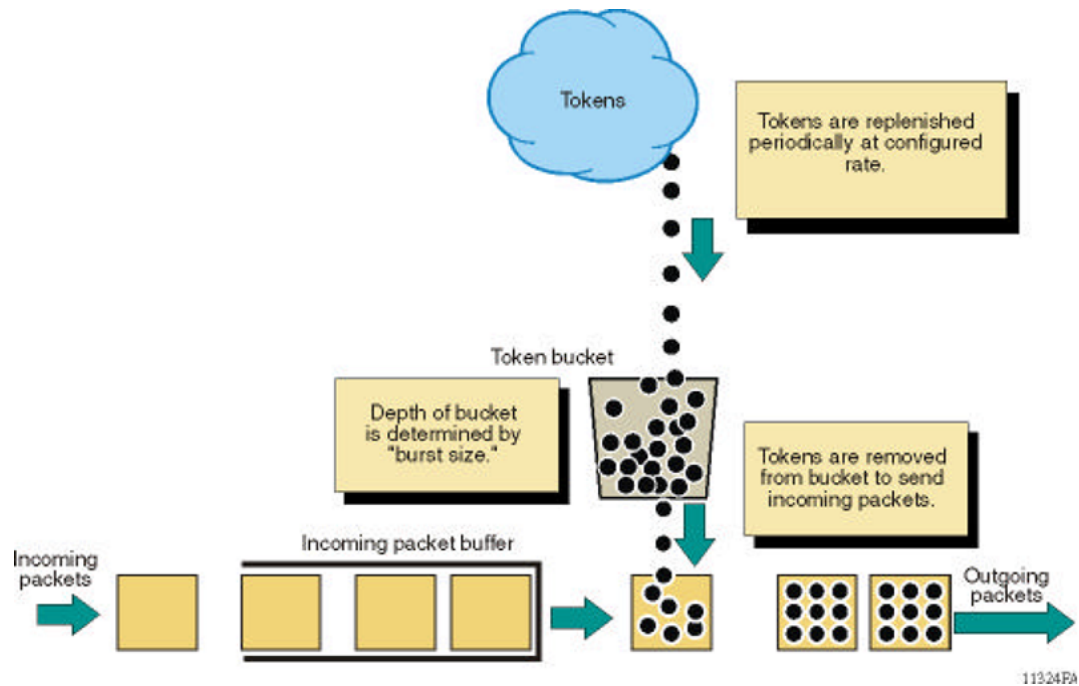 Tokens
Tokens are replenished
periodically at configured
rate.
Token bucket
Depth of bucket
is determined by
"burst size."
Tokens are removed
from bucket to send
incoming packets.
Incoming packet buffer
Incoming
packets
Outgoing
packets
11324PA